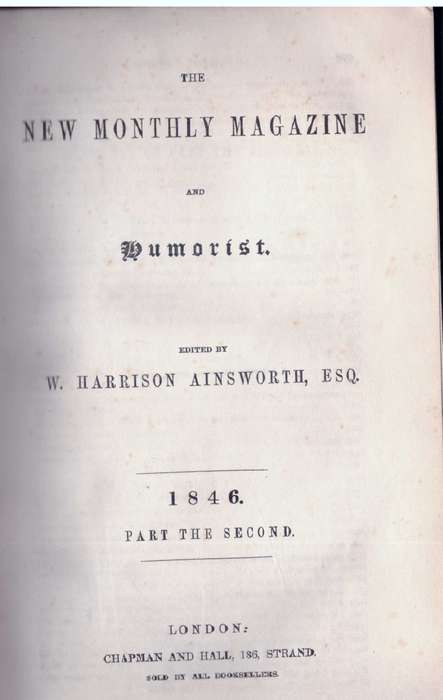 THE
NEW MONTHLY MAGAZINE
AND
Humorist.
EDITED BY
W. HARRISON AINSWORTH, ESQ.
1846.
PART THE SECOND.
LONDON:
CHAPMAN AND HALL, 186, STRAND.
SOLD BY ALL BOOKSELLERS.